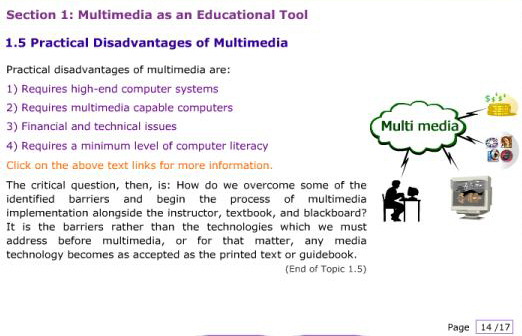 Section 1: Multimedia as an Educational Tool
1.5 Practical Disadvantages of Multimedia
Practical disadvantages of multimedia are:
1) Requires high-end computer systems
2) Requires multimedia capable computers
3) Financial and technical issues
4) Requires a minimum level of computer literacy
Click on the above text links for more information.
The critical question, then, is: How do we overcome some of the
identified barriers and begin the process of multimedia
implementation alongside the instructor, textbook, and blackboard?
It is the barriers rather than the technologies which we must
address before multimedia, or for that matter, any media
technology becomes as accepted as the printed text or guidebook.
(End of Topic 1.5)
$$$$
Multi media
Page 14 /17